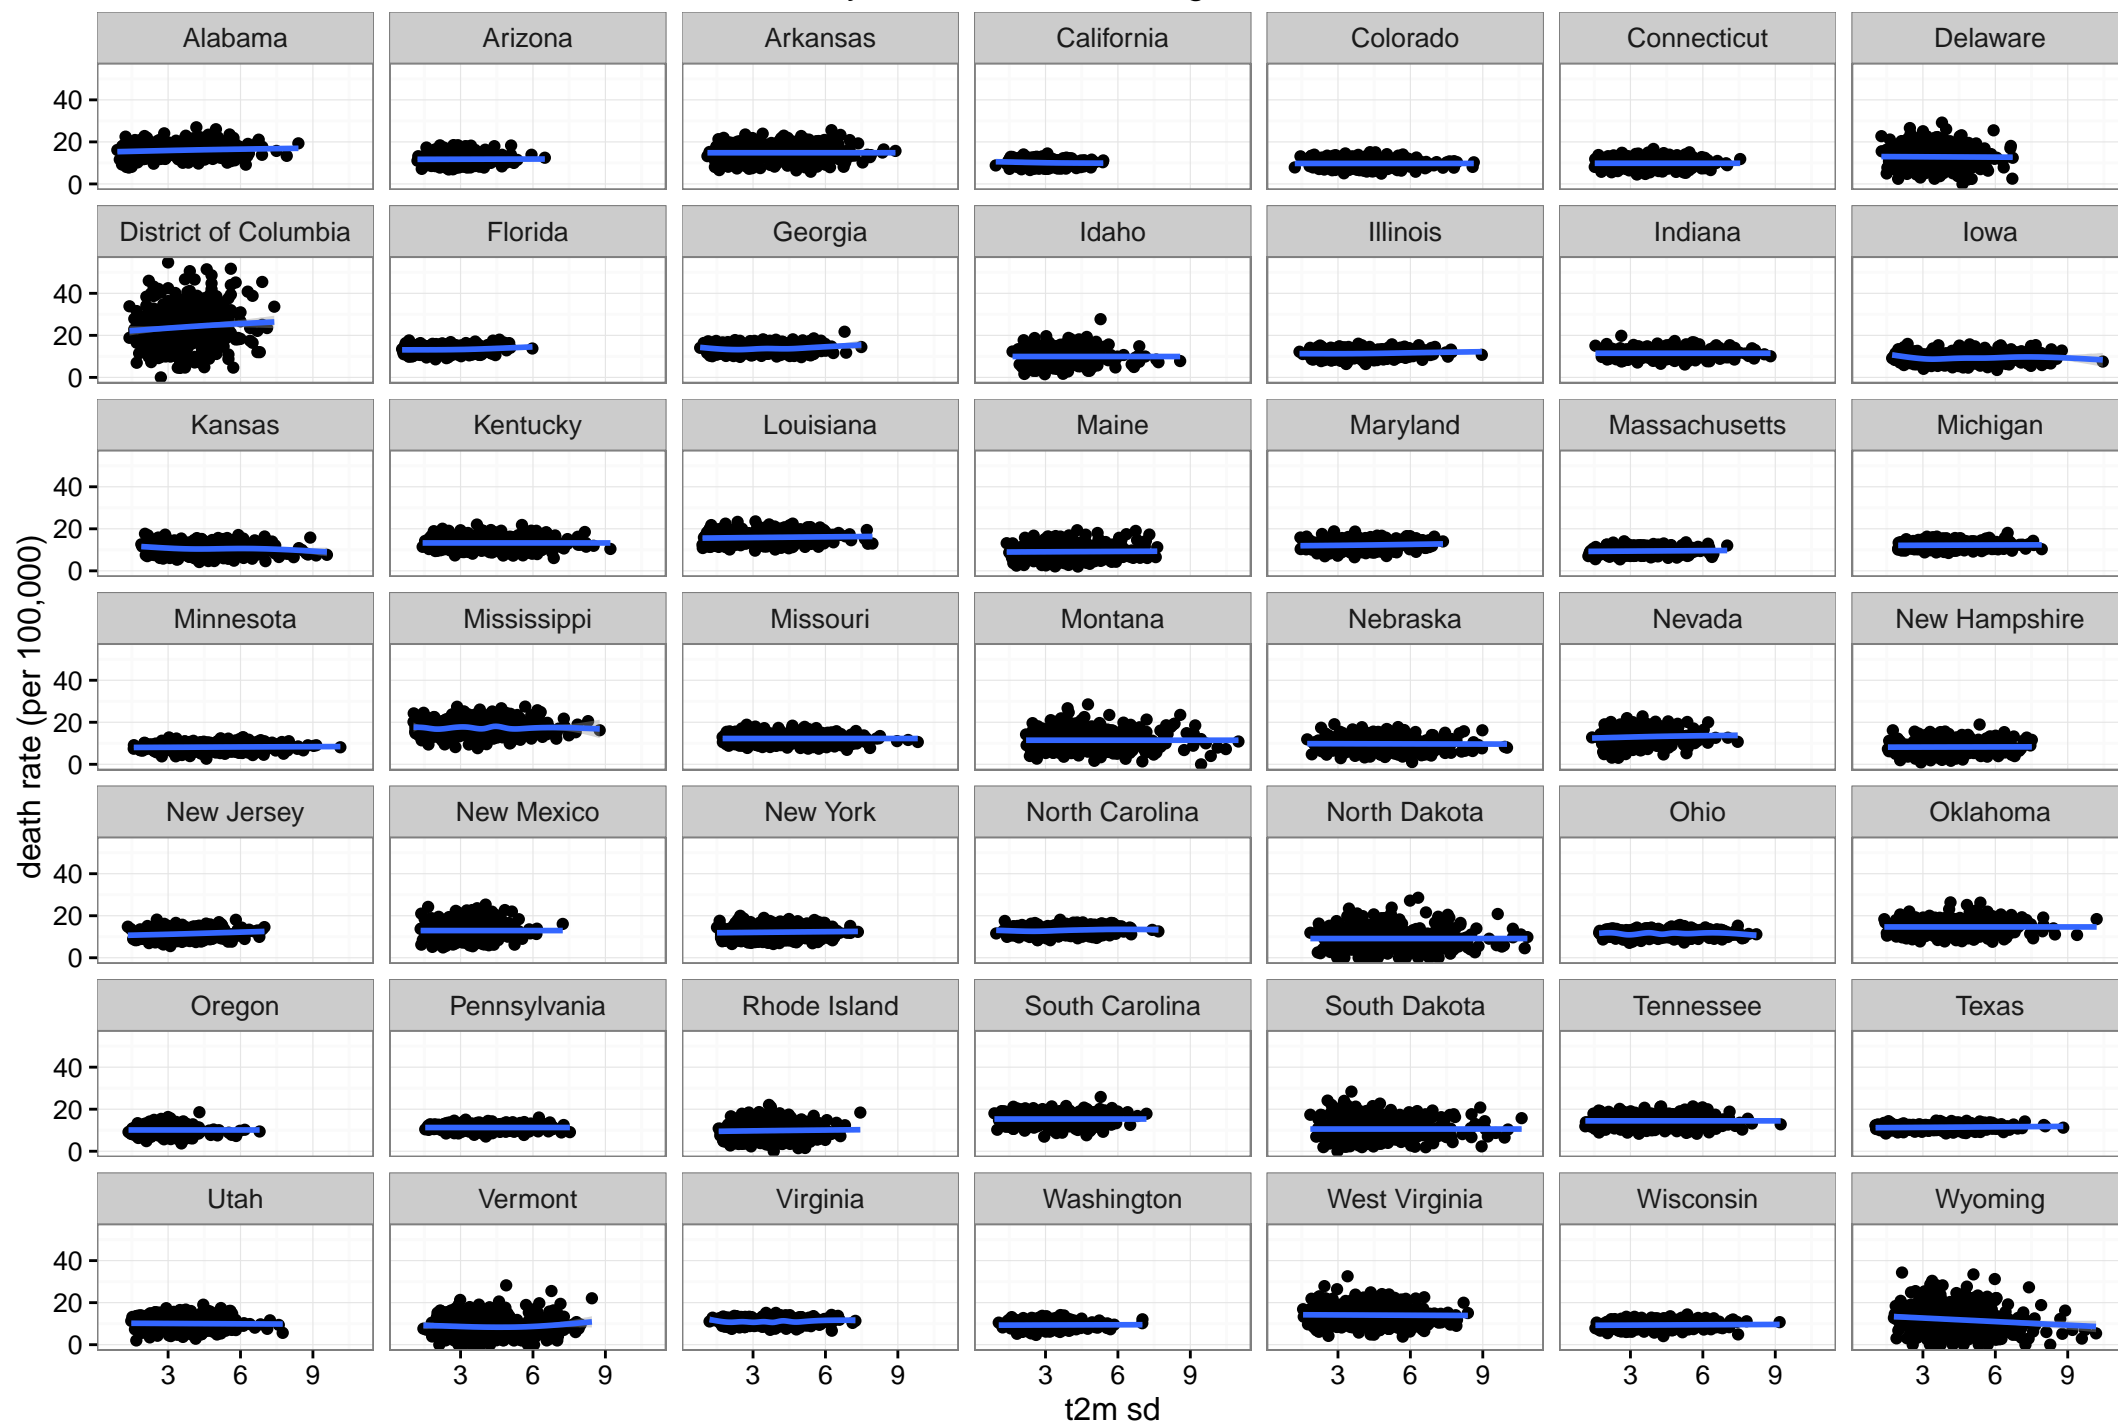 Alabama Arizona Arkansas California Colorado Connecticut Delaware
40
20
0
District of Columbia Florida Georgia Idaho Illinois Indiana Iowa
40
20
0
Kansas Kentucky Louisiana Maine Maryland Massachusetts Michigan
40
20
0
Minnesota Mississippi Missouri Montana Nebraska Nevada New Hampshire
40
20
0
New Jersey New Mexico New York North Carolina North Dakota Ohio Oklahoma
40
20
0
Oregon Pennsylvania Rhode Island South Carolina South Dakota Tennessee Texas
40
20
0
Utah Vermont Virginia Washington West Virginia Wisconsin Wyoming
40
20
0
3 6 9 3 6 9 3 6 9 3 6 9 3 6 9 3 6 9 3 6 9
t2m sd
death rate (per 100,000)